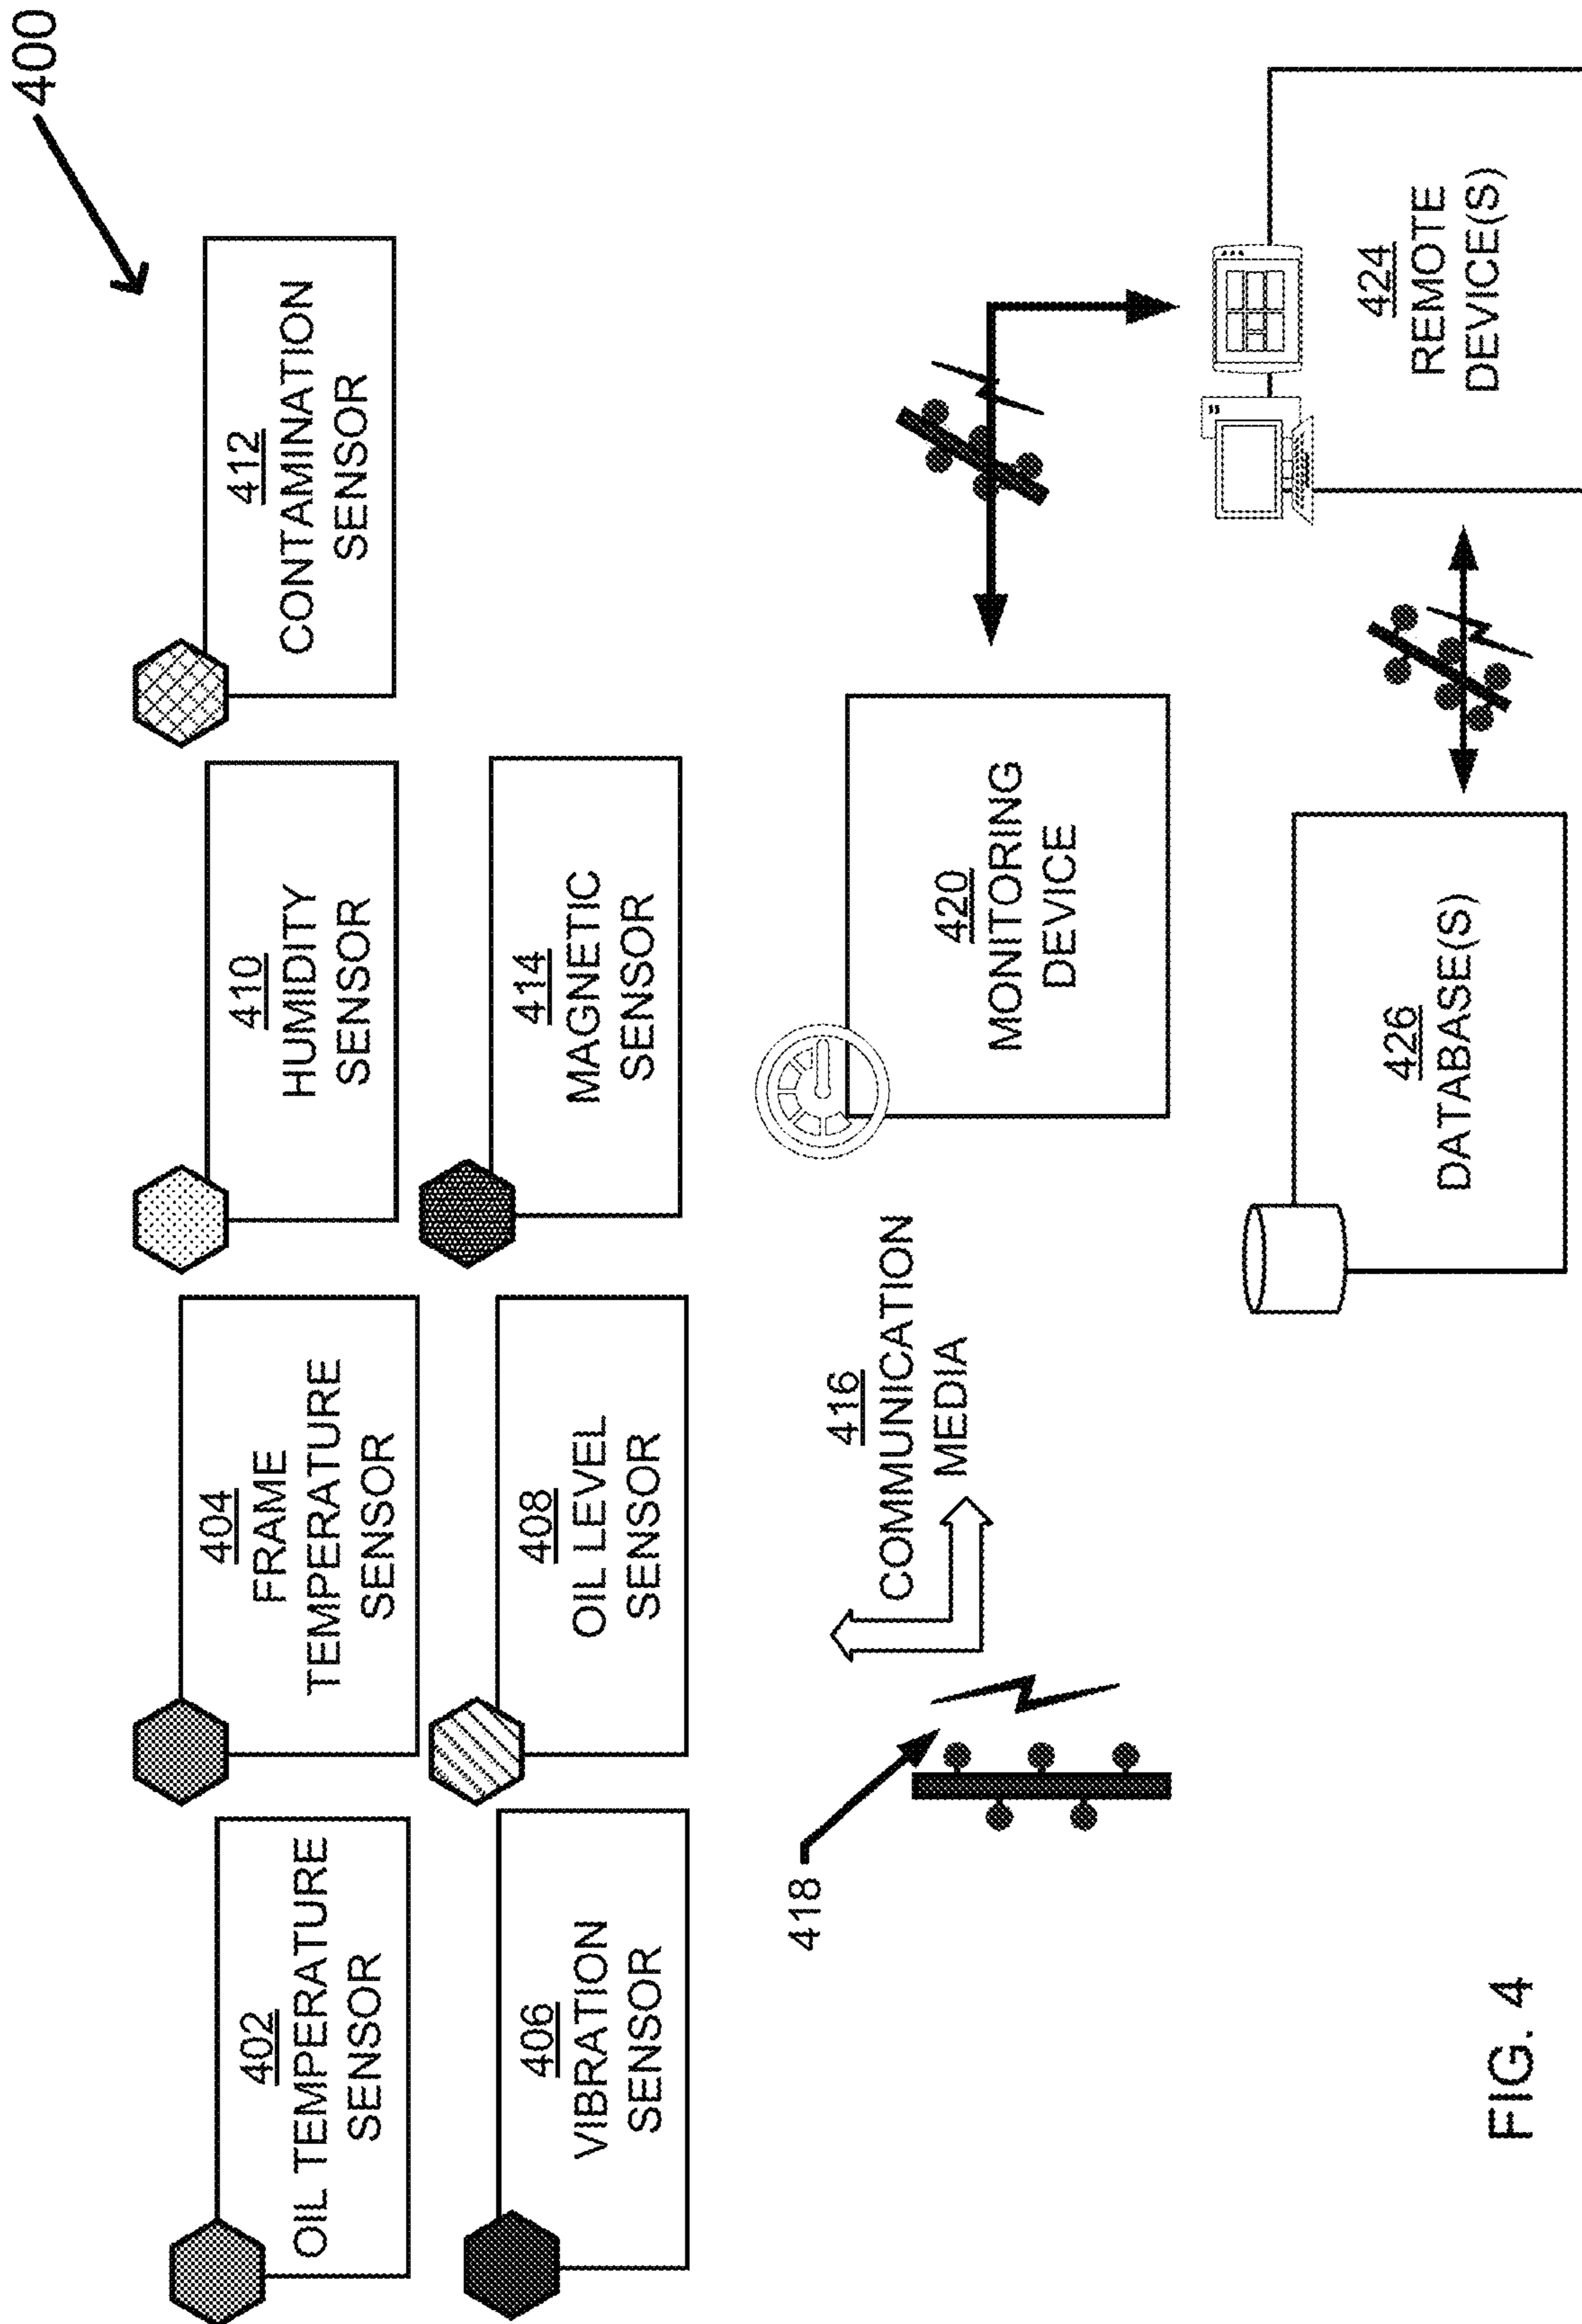 400
402
OIL TEMPERATURE
SENSOR
404
FRAME
TEMPERATURE
SENSOR
410
HUMIDITY
SENSOR
412
CONTAMINATION
SENSOR
406
VIBRATION
SENSOR
408
OIL LEVEL
SENSOR
414
MAGNETIC
SENSOR
418
416
COMMUNICATION
MEDIA
420
MONITORING
DEVICE
426
DATABASE(S)
424
REMOTE
DEVICE(S)
FIG. 4